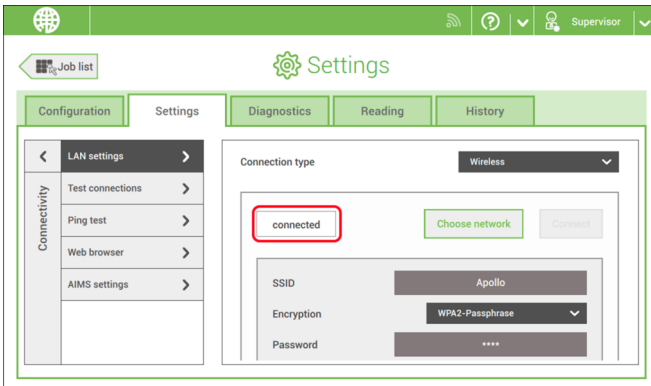 Supervisor
Job list
Settings
Configuration
Settings
Diagnostics
Reading
History
Connectivity
LAN settings
Test connections
Ping test
Web browser
AIMS settings
Connection type
Wireless
connected
Choose network
Connect
SSID
Apollo
Encryption
WPA2-Passphrase
Password
****